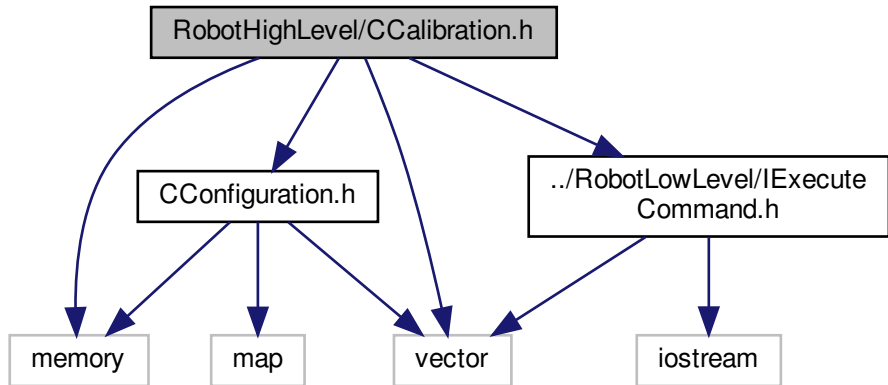 RobotHighLevel/CCalibration.h
CConfiguration.h
../RobotLowLevel/IExecute
Command.h
memory
map
vector
iostream